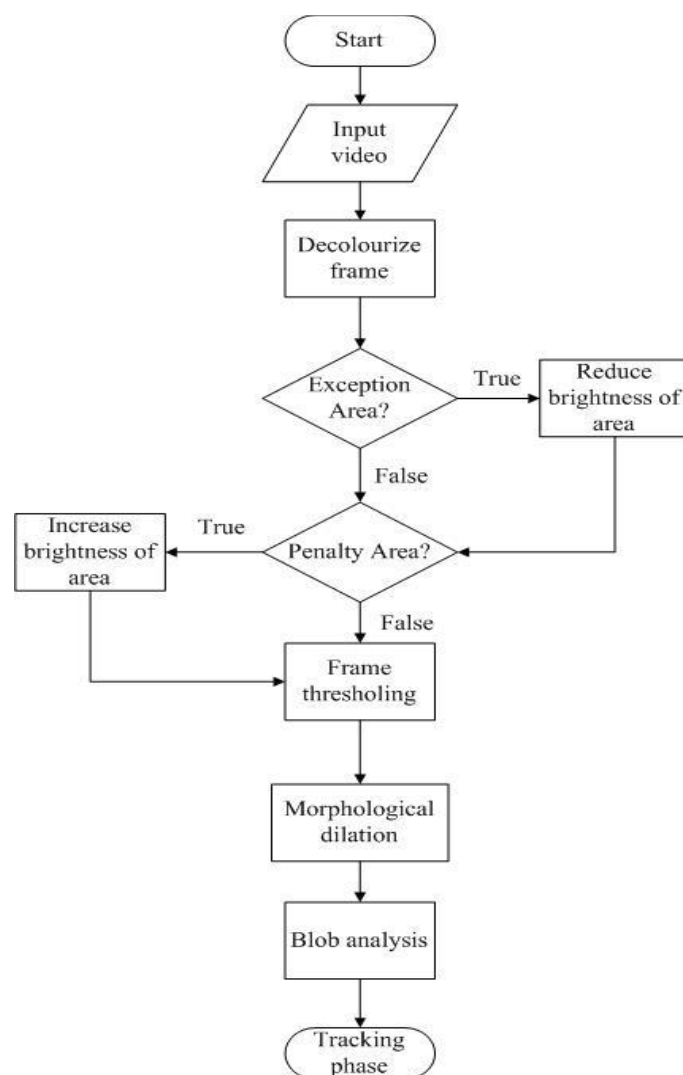 Start
Input
video
Decolourize
frame
Exception
Area?
True
Reduce
brightness of
area
False
Penalty Area?
True
Increase
brightness of
area
False
Frame
thresholing
Morphological
dilation
Blob analysis
Tracking
phase